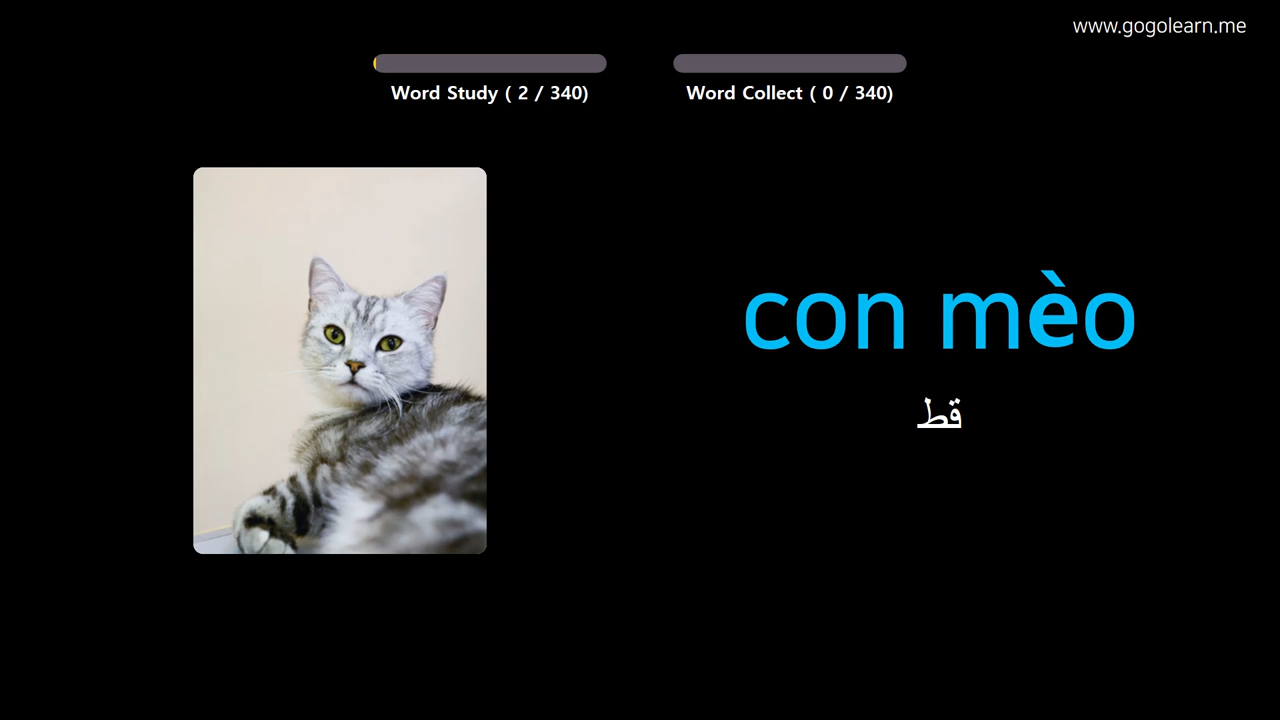 www.gogolearn.me
Word Study ( 2 / 340)
Word Collect ( 0 / 340)
con mèo
قط